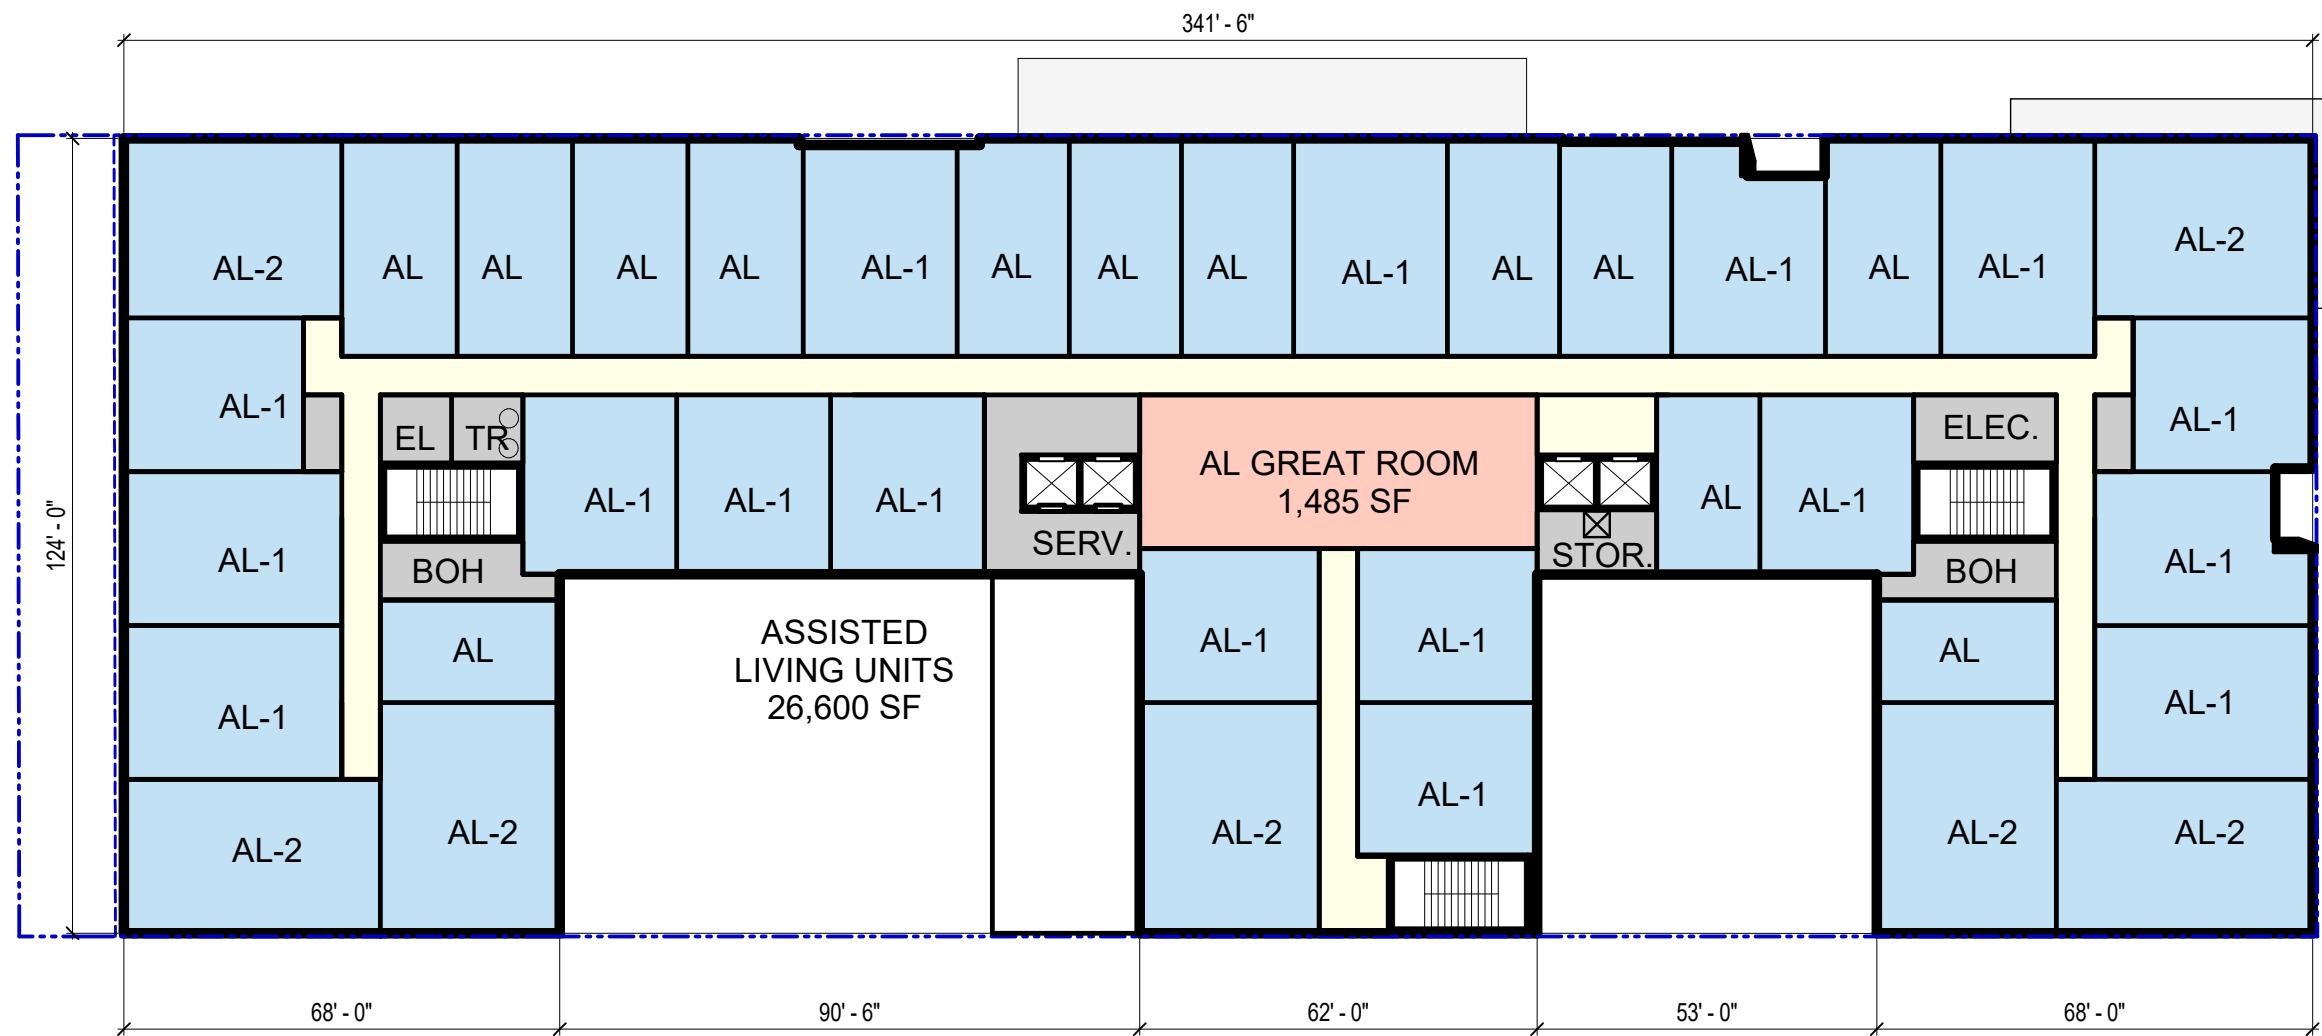 341' - 6"
AL-2
AL
AL
AL
AL
AL-1
AL
AL
AL
AL-1
AL
AL
AL-1
AL
AL-1
AL-2
AL-1
EL
TR
AL-1
AL-1
AL-1
SERV.
AL GREAT ROOM
1,485 SF
STOR.
AL
AL-1
ELEC.
AL-1
124' - 0"
AL-1
BOH
BOH
AL-1
AL-1
AL
ASSISTED
LIVING UNITS
26,600 SF
AL-1
AL-1
AL
AL-1
AL-2
AL-2
AL-2
AL-1
AL-2
AL-2
68' - 0"
90' - 6"
62' - 0"
53' - 0"
68' - 0"